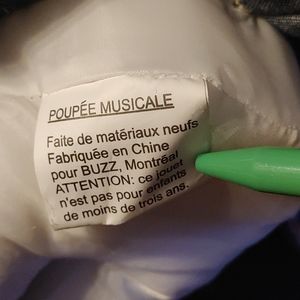 POUPÉE MUSICALE
Faite de matériaux neufs
Fabriquée en Chine
pour BUZZ, Montréal
ATTENTION: ce jouet
n'est pas pour enfants
de moins de trois ans.